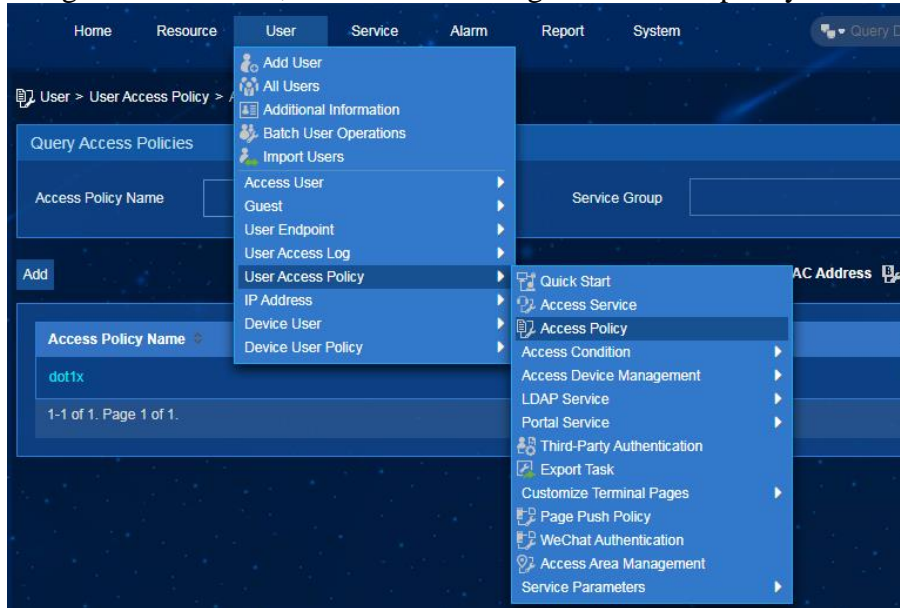 Home Resource User Service Alarm Report System Query D
User > User Access Policy >
Add User
All Users
Additional Information
Batch User Operations
Import Users
Access User
Guest
User Endpoint
User Access Log
User Access Policy
IP Address
Device User
Device User Policy
Query Access Policies
Access Policy Name
Service Group
Add
AC Address
Quick Start
Access Service
Access Policy
Access Condition
Access Device Management
LDAP Service
Portal Service
Third-Party Authentication
Export Task
Customize Terminal Pages
Page Push Policy
WeChat Authentication
Access Area Management
Service Parameters
Access Policy Name
dot1x
1-1 of 1. Page 1 of 1.